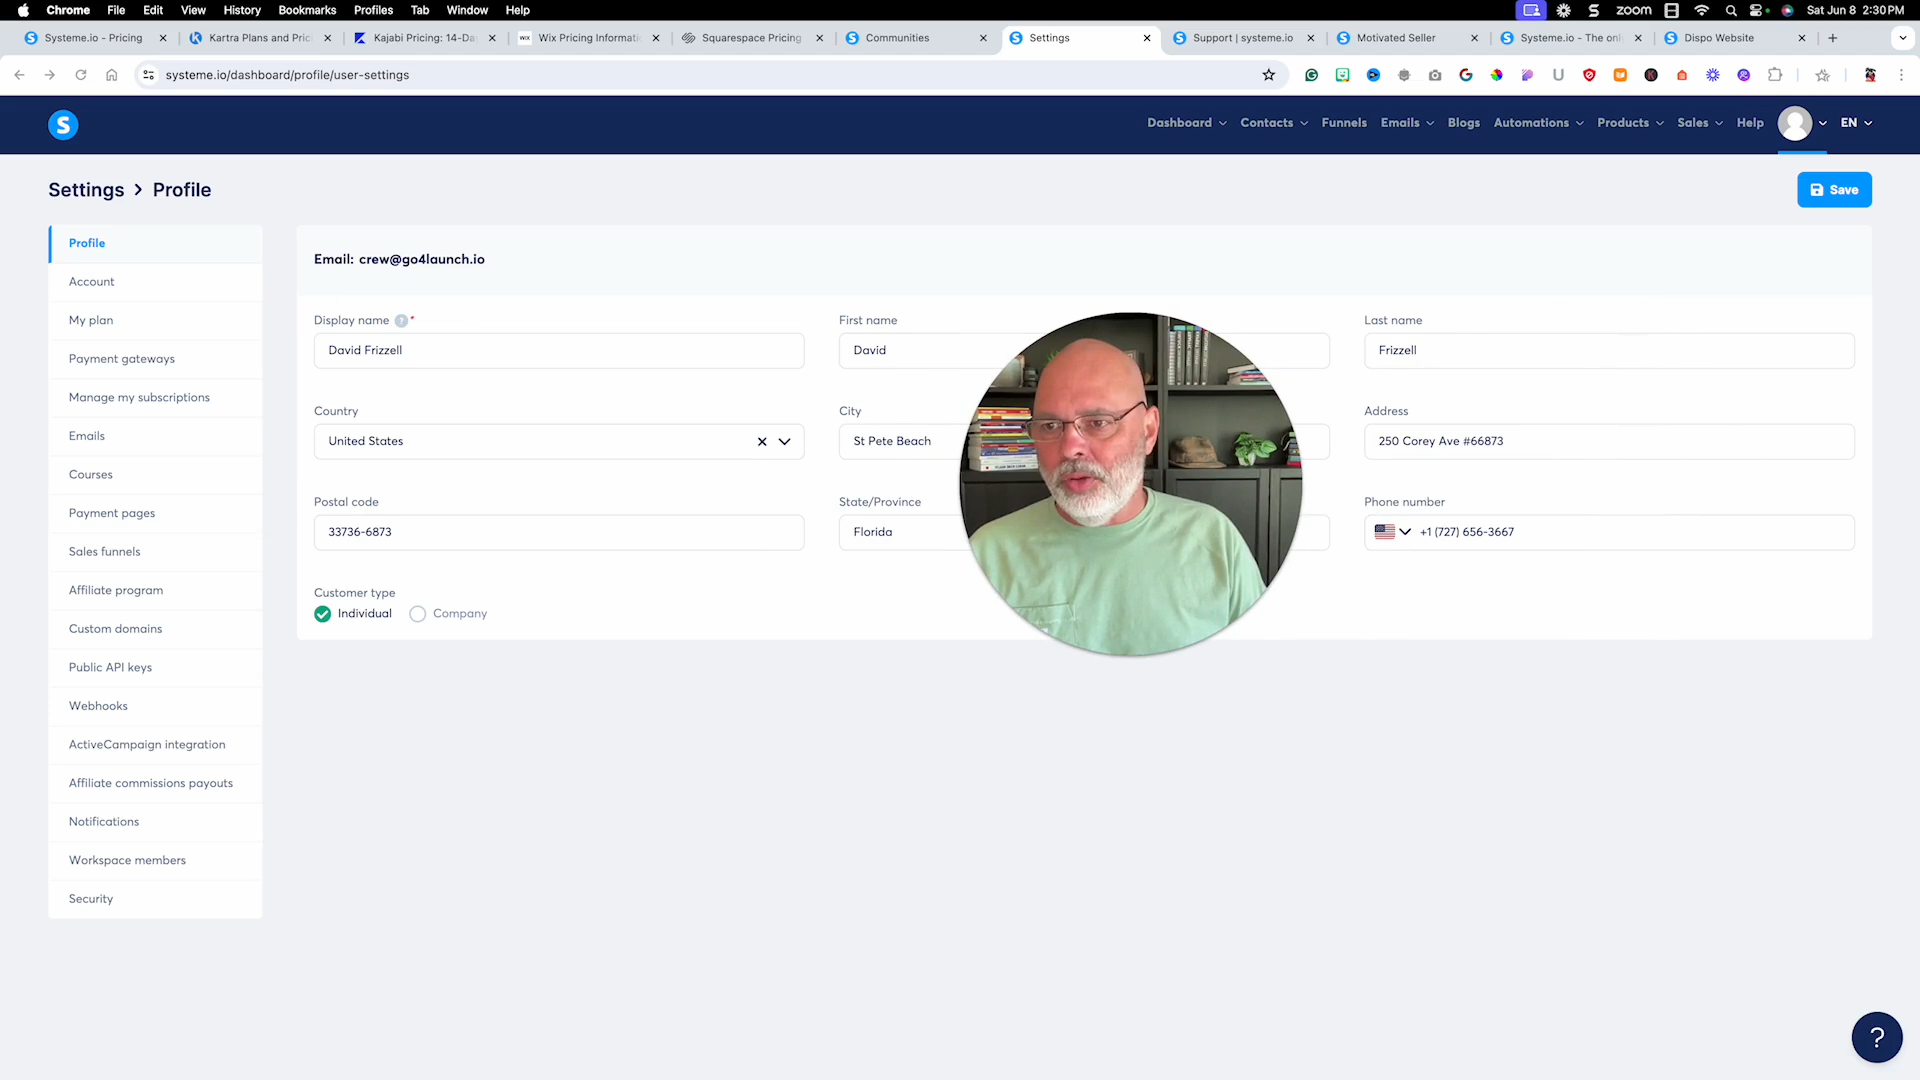 Chrome File Edit View History Bookmarks Profiles Tab Window Help zoom Sat Jun 8 2:30PM
Systeme.io - Pricing Kartra Plans and Pric Kajabi Pricing: 14-Da Wix Pricing Informati Squarespace Pricing Communities Settings Support | systeme.io Motivated Seller Systeme.io - The onl Dispo Website
systeme.io/dashboard/profile/user-settings
S Dashboard Contacts Funnels Emails Blogs Automations Products Sales Help EN
Settings > Profile Save
Profile
Account
My plan
Payment gateways
Manage my subscriptions
Emails
Courses
Payment pages
Sales funnels
Affiliate program
Custom domains
Public API keys
Webhooks
ActiveCampaign integration
Affiliate commissions payouts
Notifications
Workspace members
Security
Email: crew@go4launch.io
Display name ? * First name Last name
David Frizzell David Frizzell
Country City Address
United States St Pete Beach 250 Corey Ave #66873
Postal code State/Province Phone number
33736-6873 Florida +1 (727) 656-3667
Customer type
Individual Company
?